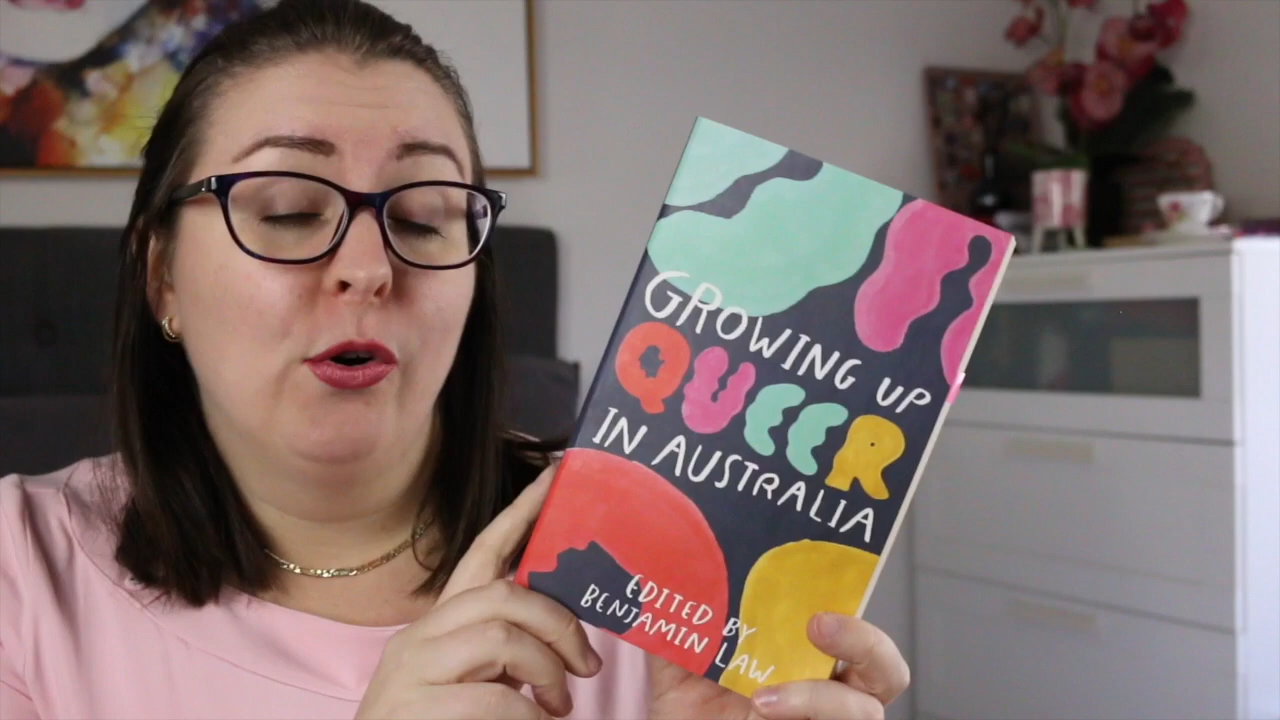 GROWING UP
QUEER
IN AUSTRALIA
EDITED BY
BENJAMIN LAW